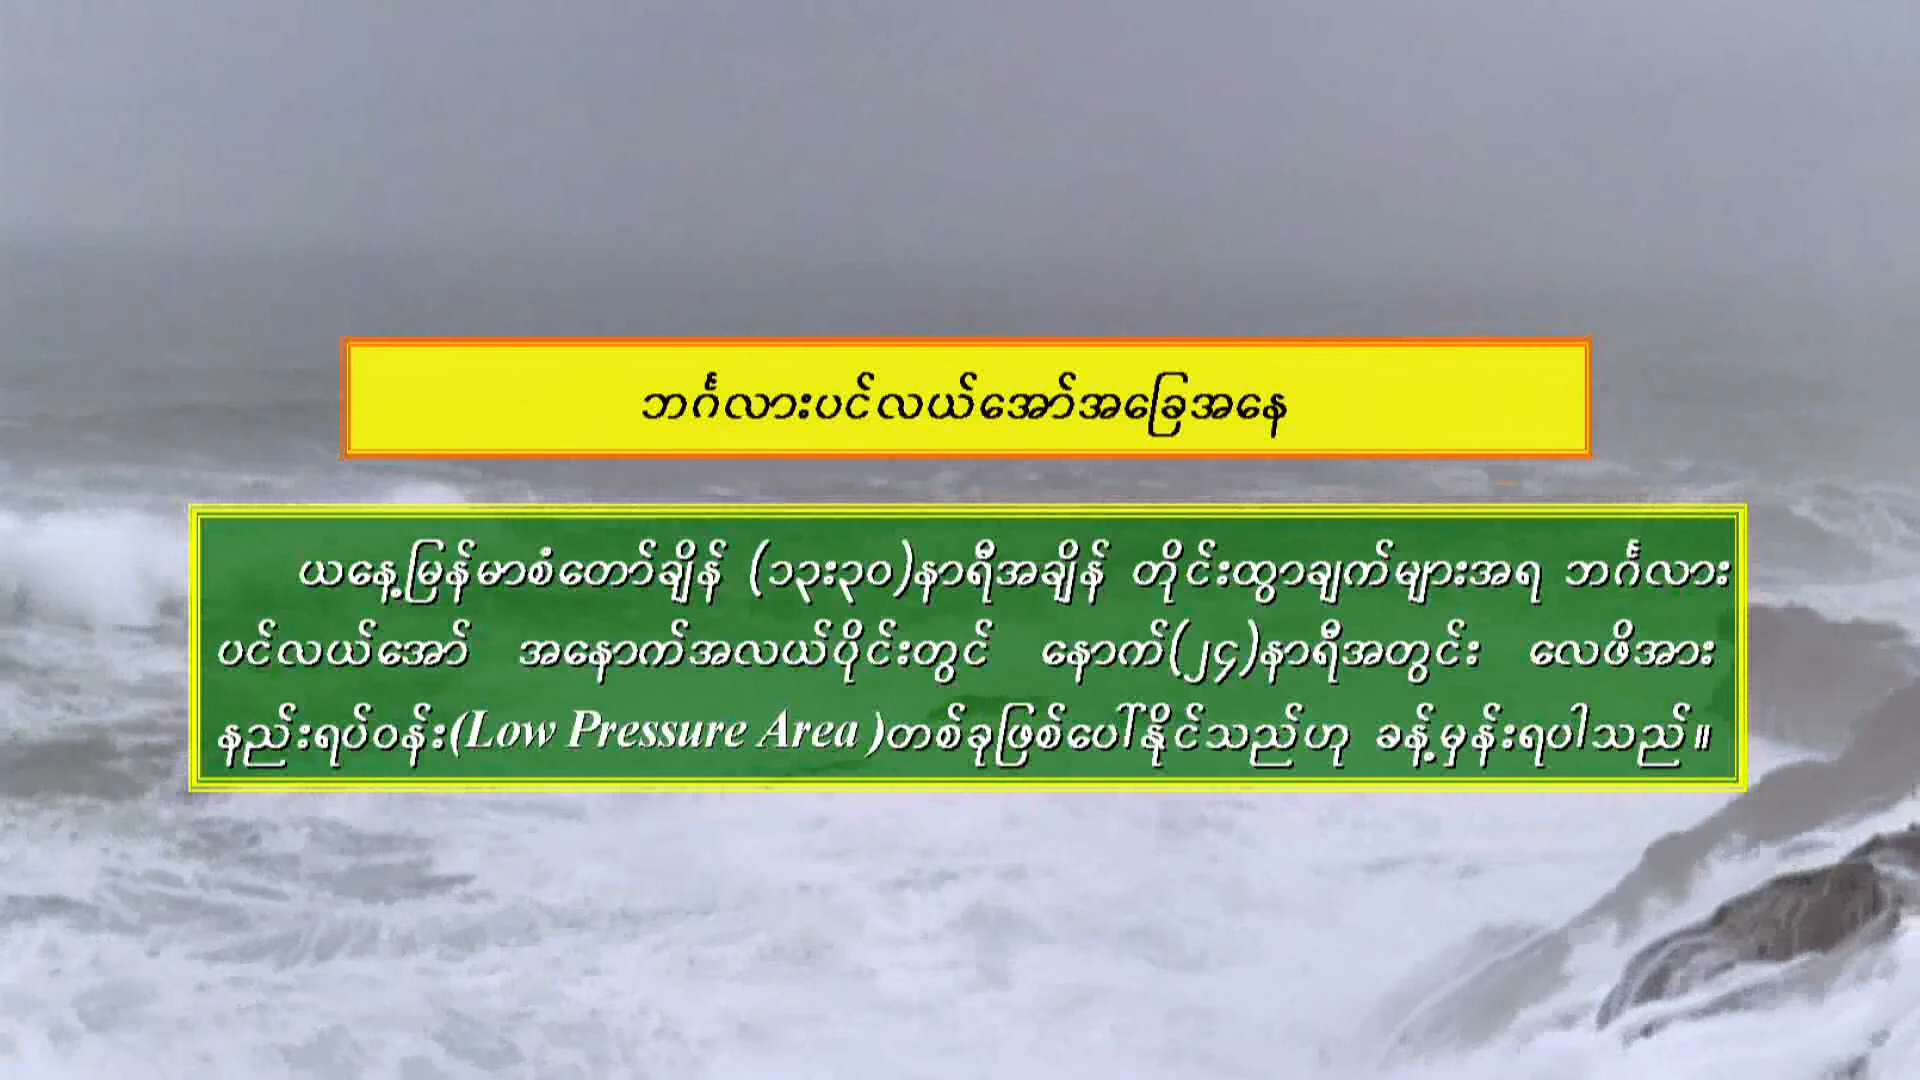 ဘင်္ဂလားပင်လယ်အော်အခြေအနေ
ယနေ့မြန်မာစံတော်ချိန် (၁၃း၃၀)နာရီအချိန် တိုင်းထွာချက်များအရ ဘင်္ဂလား
ပင်လယ်အော် အနောက်အလယ်ပိုင်းတွင် နောက်(၂၄)နာရီအတွင်း လေဖိအား
နည်းရပ်ဝန်း(Low Pressure Area )တစ်ခုဖြစ်ပေါ်နိုင်သည်ဟု ခန့်မှန်းရပါသည်။